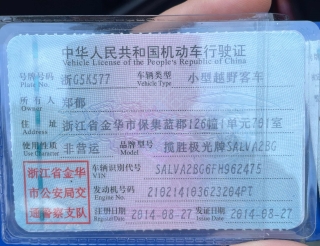 中华人民共和国机动车行驶证
Vehicle License of the People's Republic of China
号牌号码 浙G5K577 车辆类型 小型越野客车
Plate No. Vehicle Type
所有人 郑郁
Owner
住址 浙江省金华市保集蓝郡126幢1单元701室
Address
使用性质 非营运 品牌型号 揽胜极光牌SALVA2BG
Use Character Model
浙江省金华市公安局交通警察支队
车辆识别代号 SALVA2BG6FH962475
VIN
发动机号码 210214103623204PT
Engine No.
注册日期 2014-08-27 发证日期 2014-08-27
Register Date Issue Date